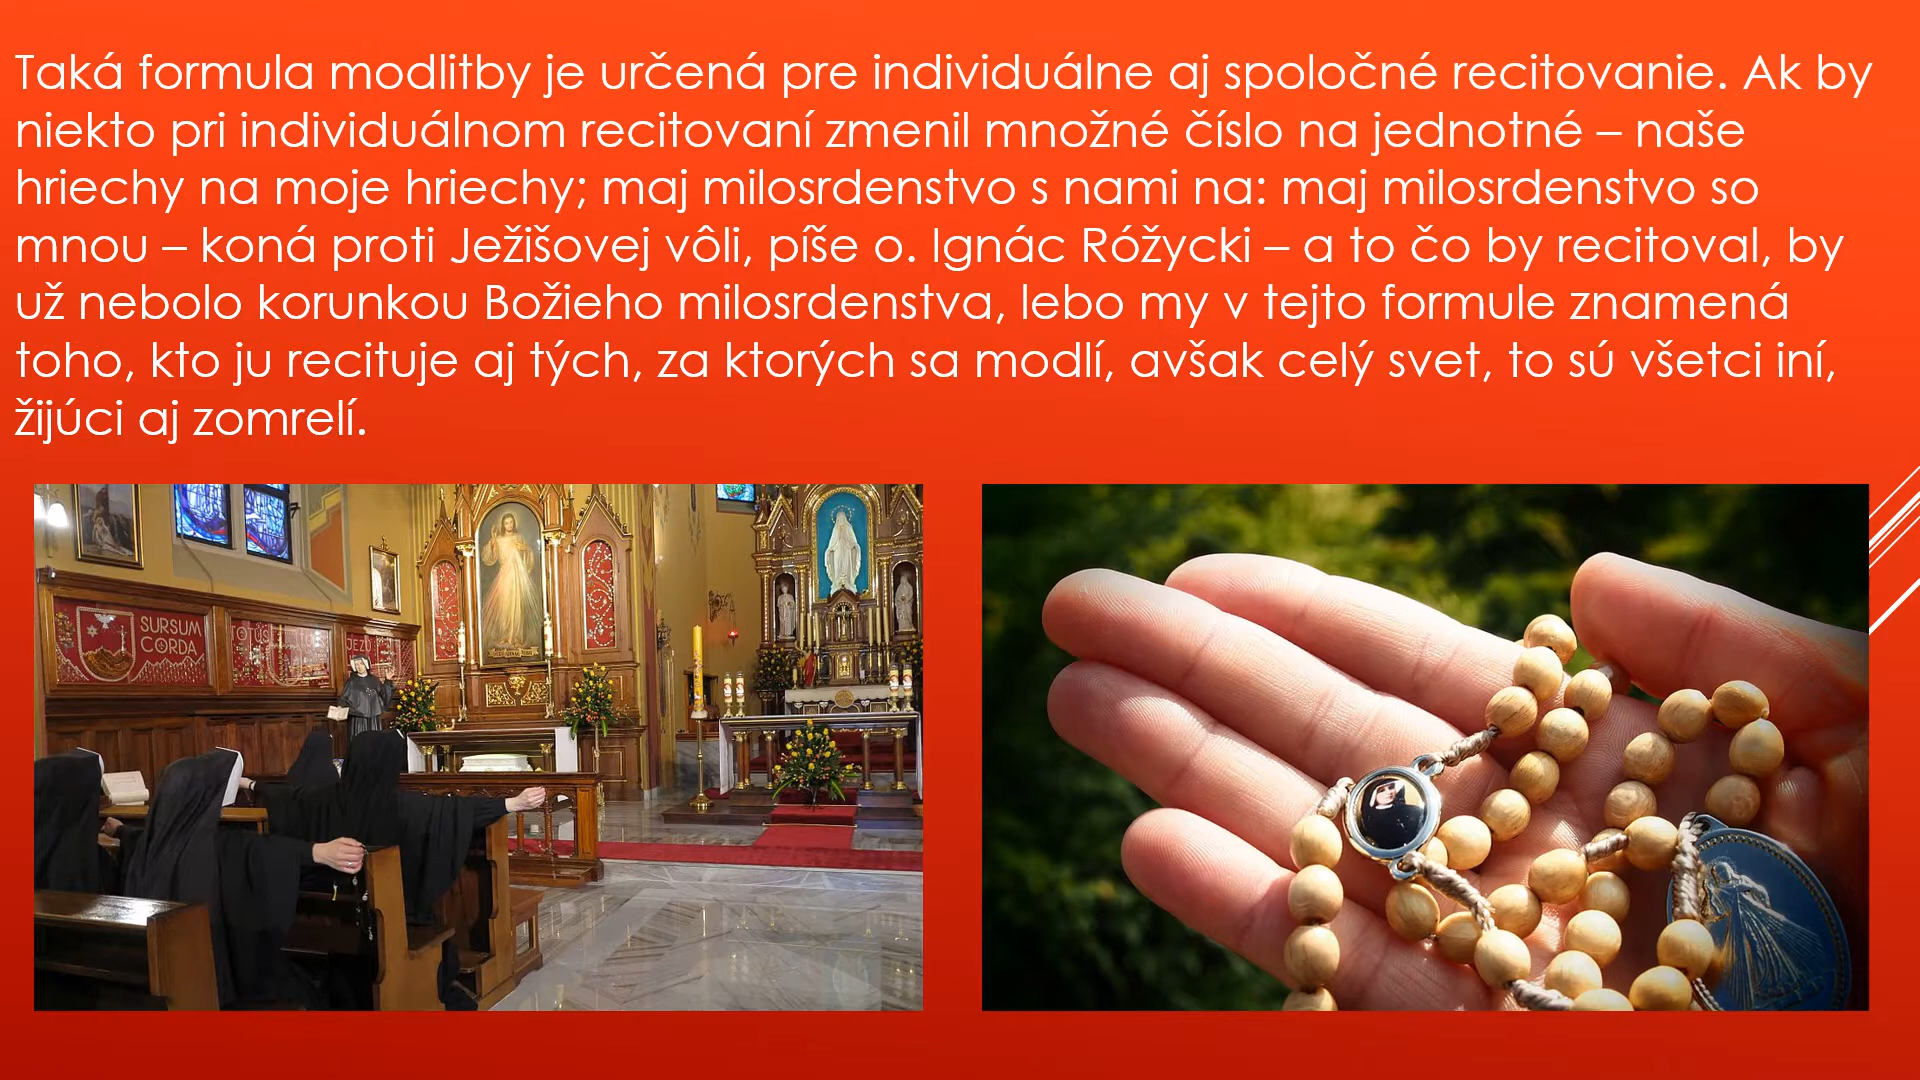 Taká formula modlitby je určená pre individuálne aj spoločné recitovanie. Ak by
niekto pri individuálnom recitovaní zmenil množné číslo na jednotné – naše
hriechy na moje hriechy; maj milosrdenstvo s nami na: maj milosrdenstvo so
mnou – koná proti Ježišovej vôli, píše o. Ignác Róžycki – a to čo by recitoval, by
už nebolo korunkou Božieho milosrdenstva, lebo my v tejto formule znamená
toho, kto ju recituje aj tých, za ktorých sa modlí, avšak celý svet, to sú všetci iní,
žijúci aj zomrelí.
SURSUM
CORDA
TOTUS
JEZU